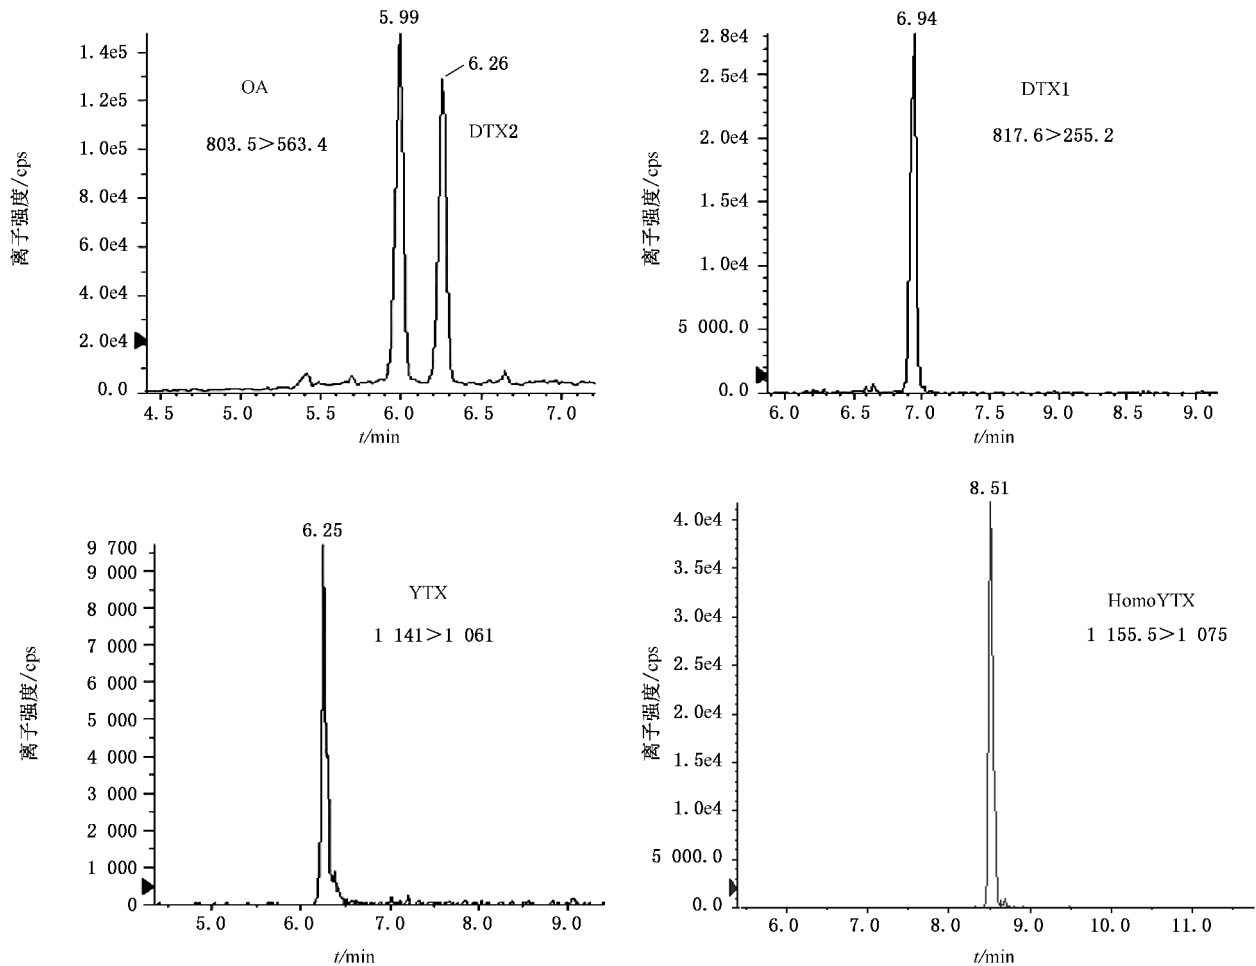 5.99
1.4e5
OA
6.26
1.2e5
DTX2
803.5>563.4
1.0e5
8.0e4
6.0e4
4.0e4
2.0e4
0.0
离子强度/cps
4.5 5.0 5.5 6.0 6.5 7.0
t/min
6.94
2.8e4
2.5e4
DTX1
817.6>255.2
2.0e4
1.5e4
1.0e4
5 000.0
0.0
离子强度/cps
6.0 6.5 7.0 7.5 8.0 8.5 9.0
t/min
6.25
9 700
9 000
YTX
8 000
1 141>1 061
7 000
6 000
5 000
4 000
3 000
2 000
1 000
0
离子强度/cps
5.0 6.0 7.0 8.0 9.0
t/min
8.51
4.0e4
3.5e4
HomoYTX
3.0e4
1 155.5>1 075
2.5e4
2.0e4
1.5e4
1.0e4
5 000.0
0.0
离子强度/cps
6.0 7.0 8.0 9.0 10.0 11.0
t/min